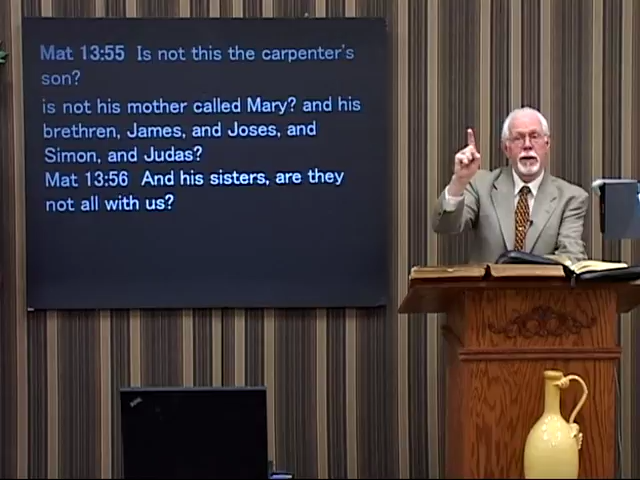 Mat 13:55 Is not this the carpenter's
son?
is not his mother called Mary? and his
brethren, James, and Joses, and
Simon, and Judas?
Mat 13:56 And his sisters, are they
not all with us?